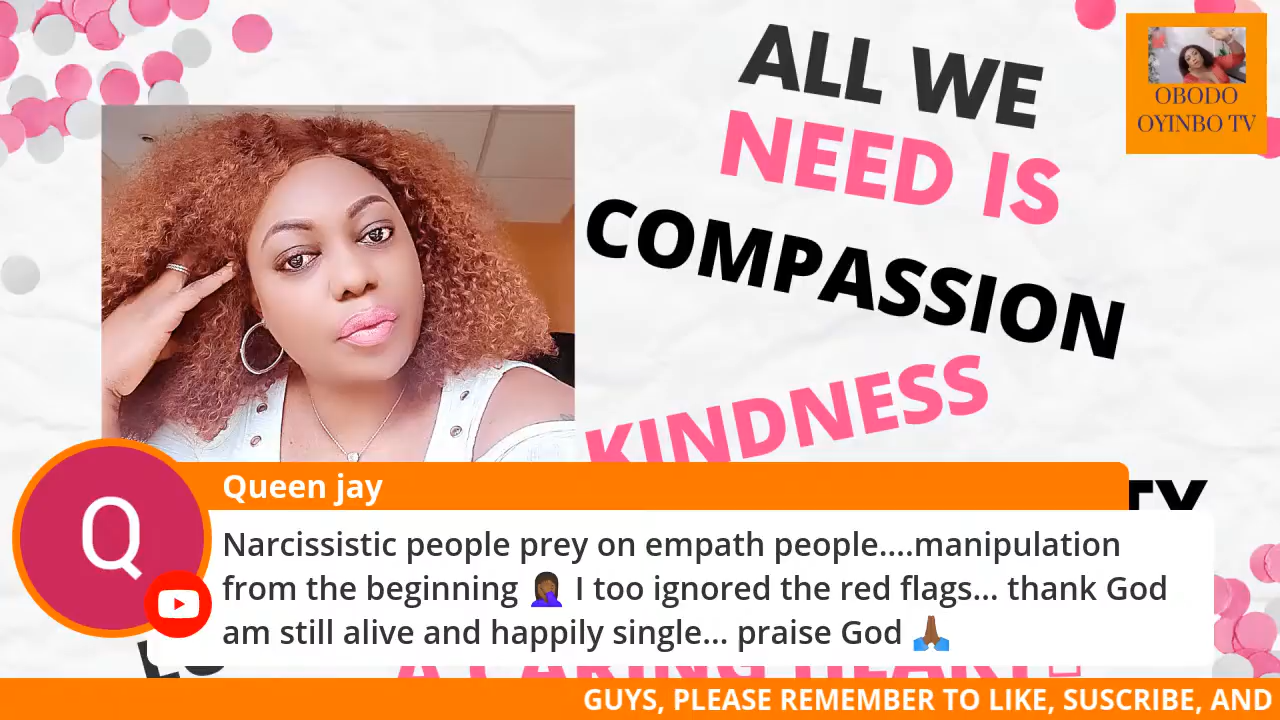 ALL WE
NEED IS
COMPASSION
KINDNESS
OBODO
OYINBO TV
Queen jay
Q
Narcissistic people prey on empath people....manipulation
from the beginning 🤦🏾‍♀️ I too ignored the red flags... thank God
am still alive and happily single... praise God 🙏🏾
A CARING HEART
GUYS, PLEASE REMEMBER TO LIKE, SUSCRIBE, AND